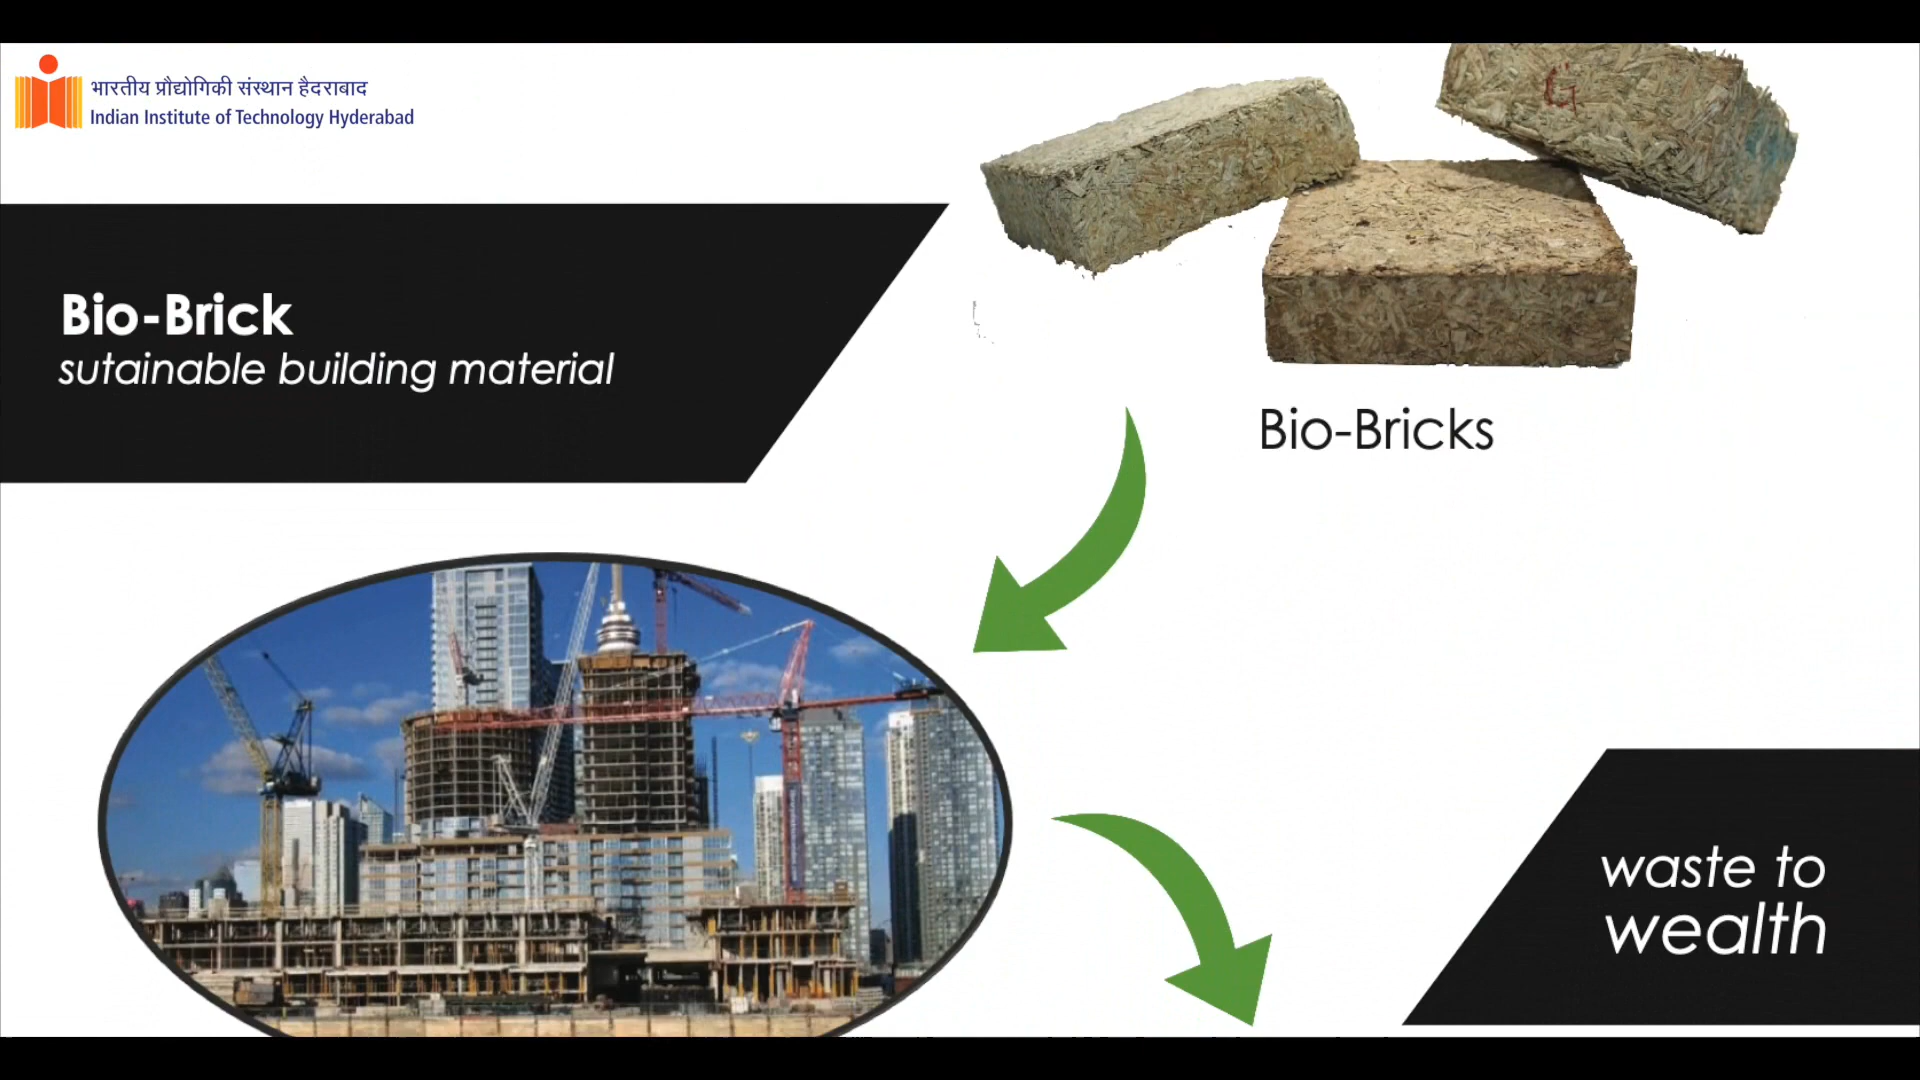 भारतीय प्रौद्योगिकी संस्थान हैदराबाद
Indian Institute of Technology Hyderabad
G
Bio-Brick
sutainable building material
Bio-Bricks
waste to
wealth